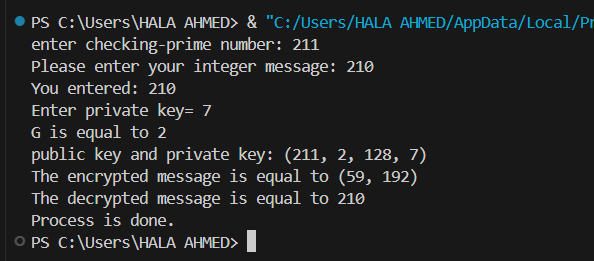 PS C:\Users\HALA AHMED> & "C:/Users/HALA AHMED/AppData/Local/Pr
enter checking-prime number: 211
Please enter your integer message: 210
You entered: 210
Enter private key= 7
G is equal to 2
public key and private key: (211, 2, 128, 7)
The encrypted message is equal to (59, 192)
The decrypted message is equal to 210
Process is done.
PS C:\Users\HALA AHMED>